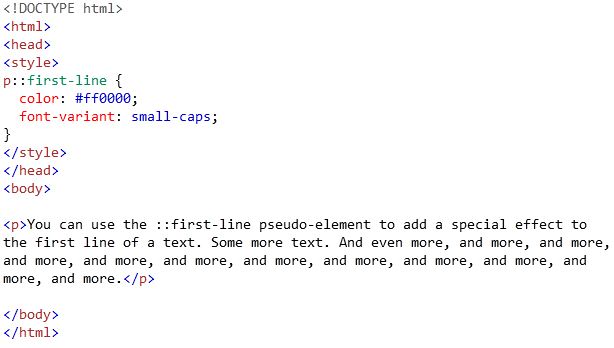 <!DOCTYPE html>
<html>
<head>
<style>
p::first-line {
  color: #ff0000;
  font-variant: small-caps;
}
</style>
</head>
<body>

<p>You can use the ::first-line pseudo-element to add a special effect to
the first line of a text. Some more text. And even more, and more, and more,
and more, and more, and more, and more, and more, and more, and more, and
more, and more.</p>

</body>
</html>